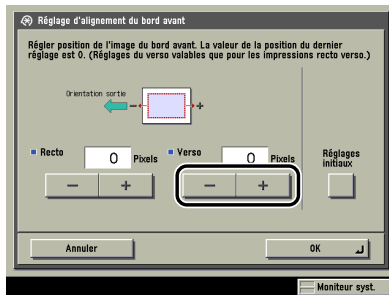 Réglage d'alignement du bord avant
Régler position de l'image du bord avant. La valeur de la position du dernier
réglage est 0. (Réglages du verso valables que pour les impressions recto verso.)
Orientation sortie
− +
Recto 0 Pixels Verso 0 Pixels Réglages initiaux
− + − +
Annuler OK
Moniteur syst.